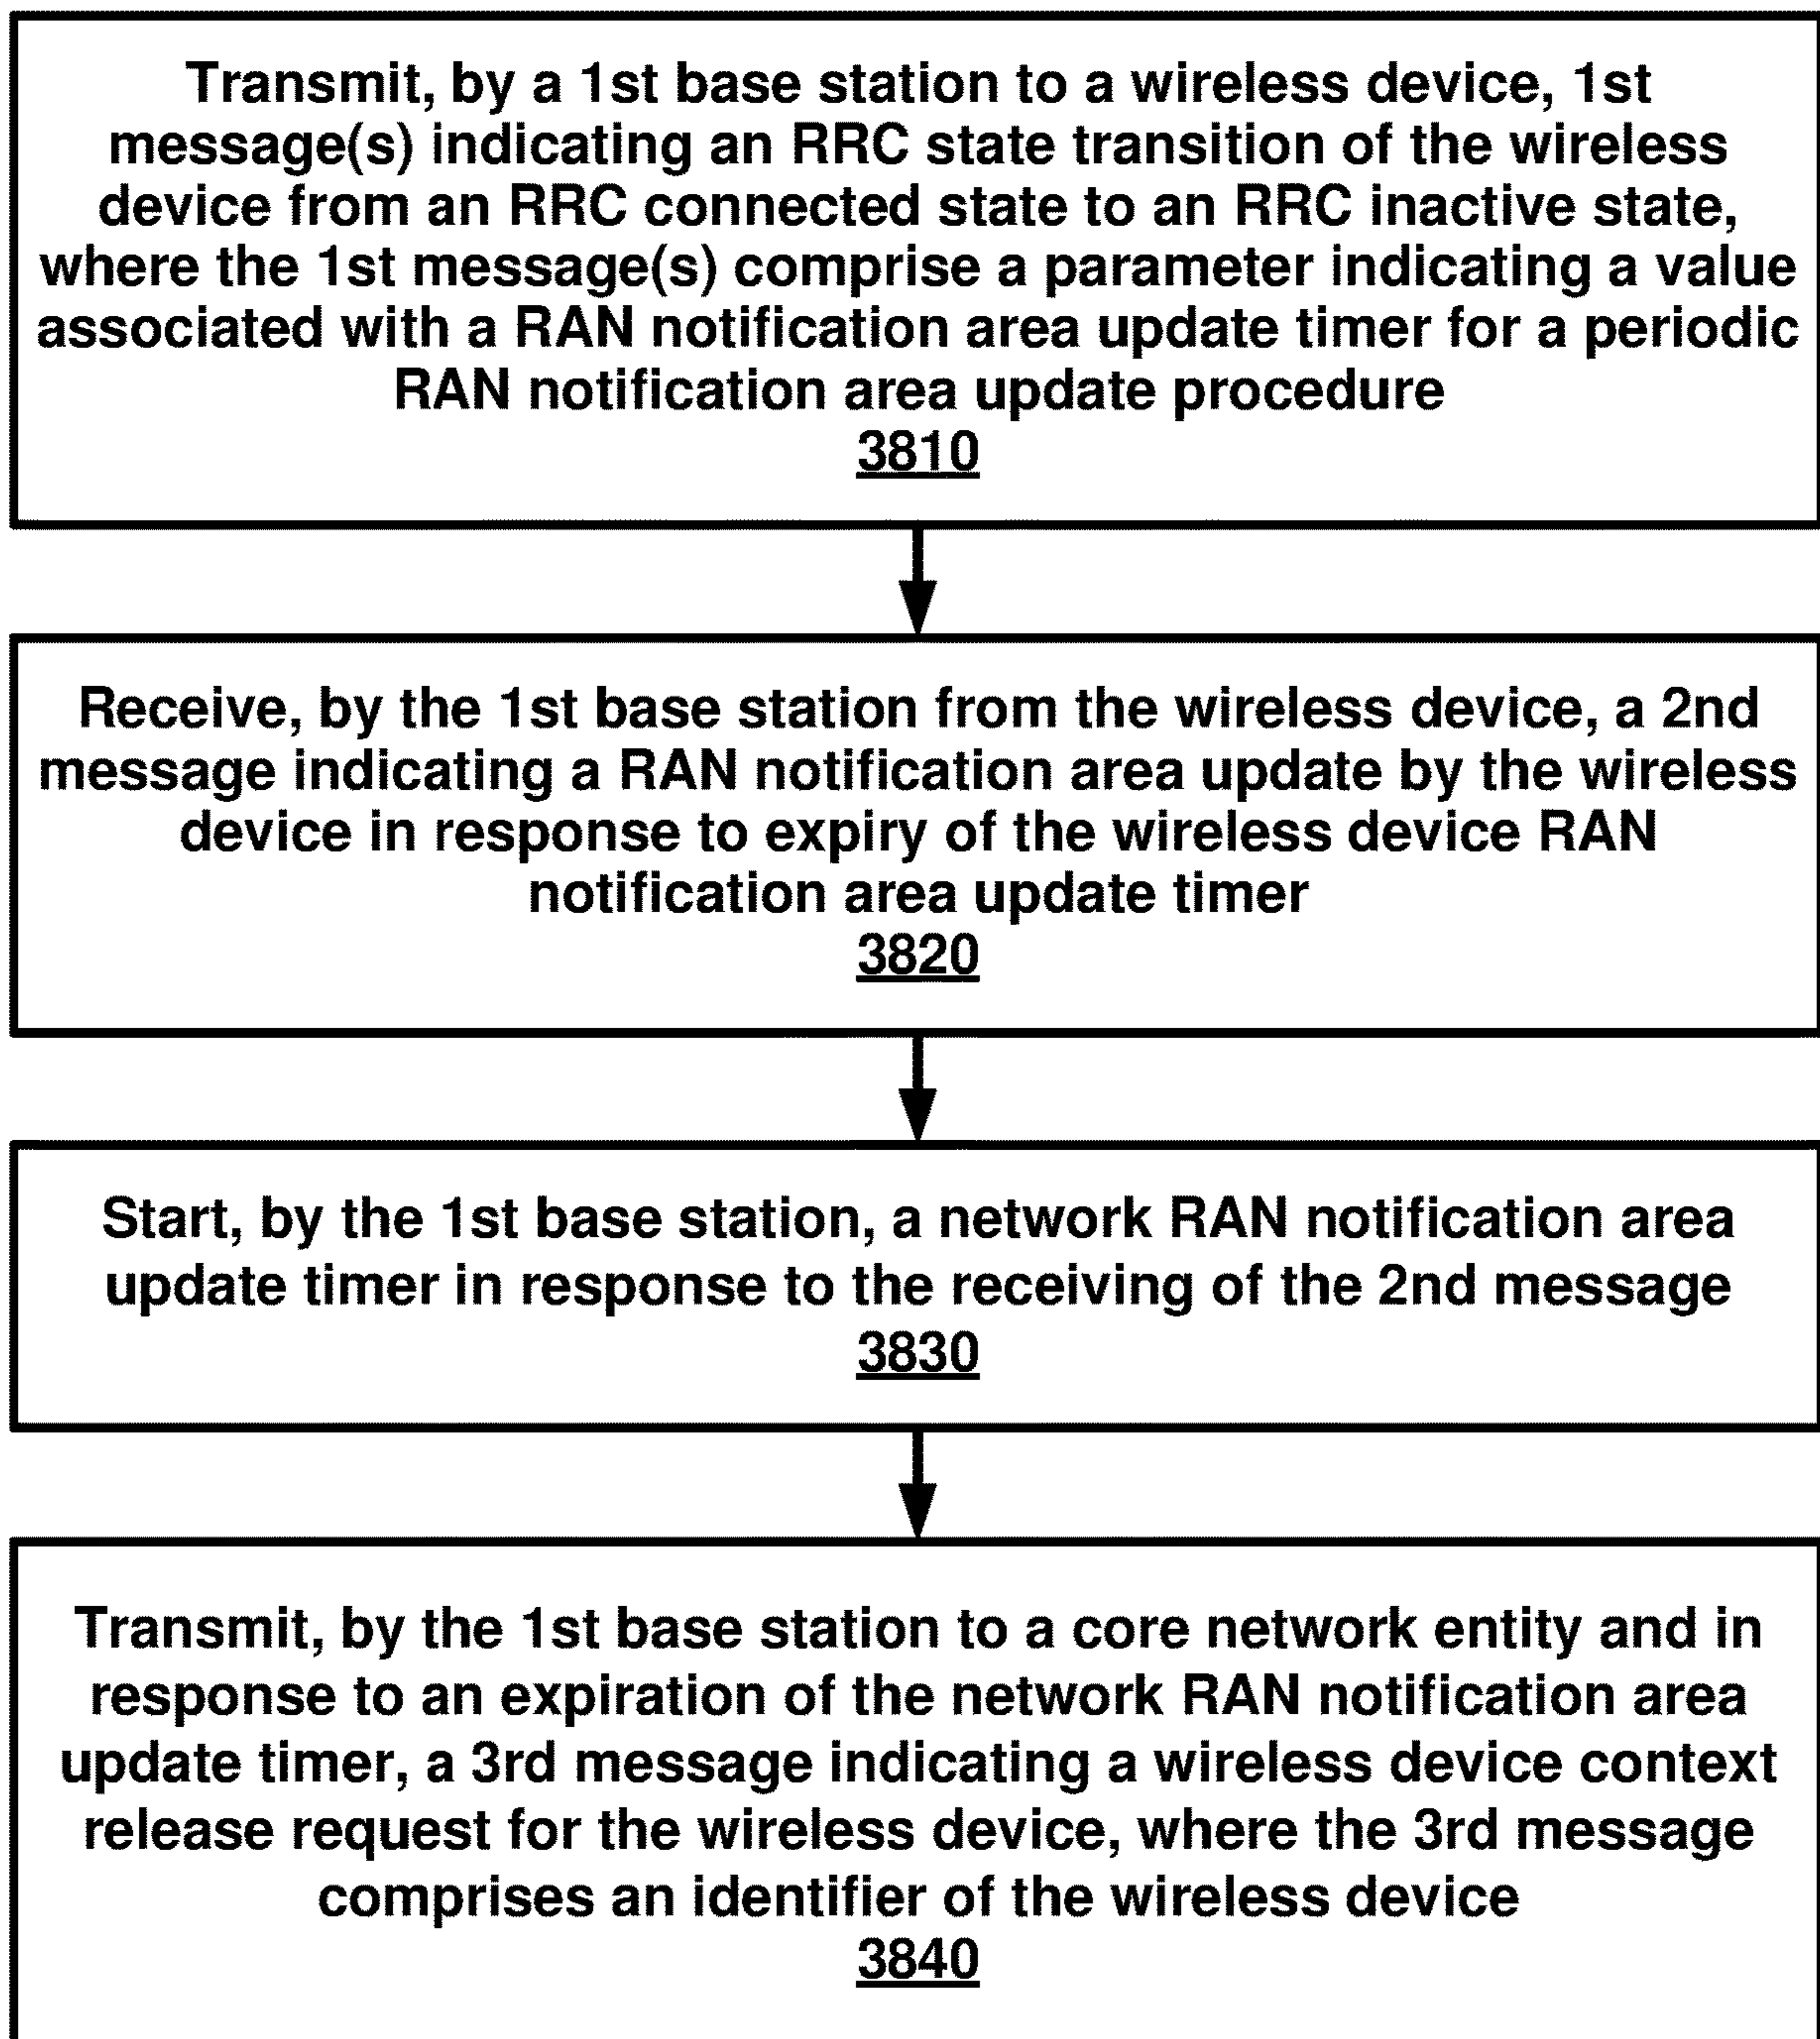 Transmit, by a 1st base station to a wireless device, 1st
message(s) indicating an RRC state transition of the wireless
device from an RRC connected state to an RRC inactive state,
where the 1st message(s) comprise a parameter indicating a value
associated with a RAN notification area update timer for a periodic
RAN notification area update procedure
3810
Receive, by the 1st base station from the wireless device, a 2nd
message indicating a RAN notification area update by the wireless
device in response to expiry of the wireless device RAN
notification area update timer
3820
Start, by the 1st base station, a network RAN notification area
update timer in response to the receiving of the 2nd message
3830
Transmit, by the 1st base station to a core network entity and in
response to an expiration of the network RAN notification area
update timer, a 3rd message indicating a wireless device context
release request for the wireless device, where the 3rd message
comprises an identifier of the wireless device
3840